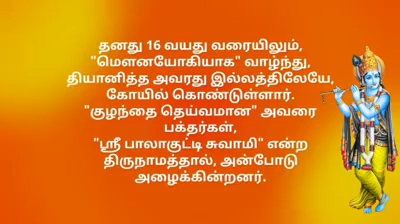 தனது 16 வயது வரையிலும்,
"மௌனயோகியாக" வாழ்ந்து,
தியானித்த அவரது இல்லத்திலேயே,
கோயில் கொண்டுள்ளார்.
"குழந்தை தெய்வமான" அவரை
பக்தர்கள்,
"ஸ்ரீ பாலாகுட்டி சுவாமி" என்ற
திருநாமத்தால், அன்போடு
அழைக்கின்றனர்.